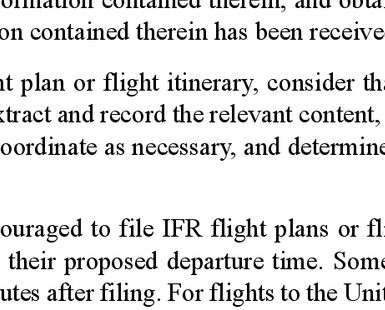 ormation contained therein, and obta
on contained therein has been receive
nt plan or flight itinerary, consider tha
xtract and record the relevant content,
oordinate as necessary, and determine
ouraged to file IFR flight plans or fli
their proposed departure time. Some
utes after filing. For flights to the Unit